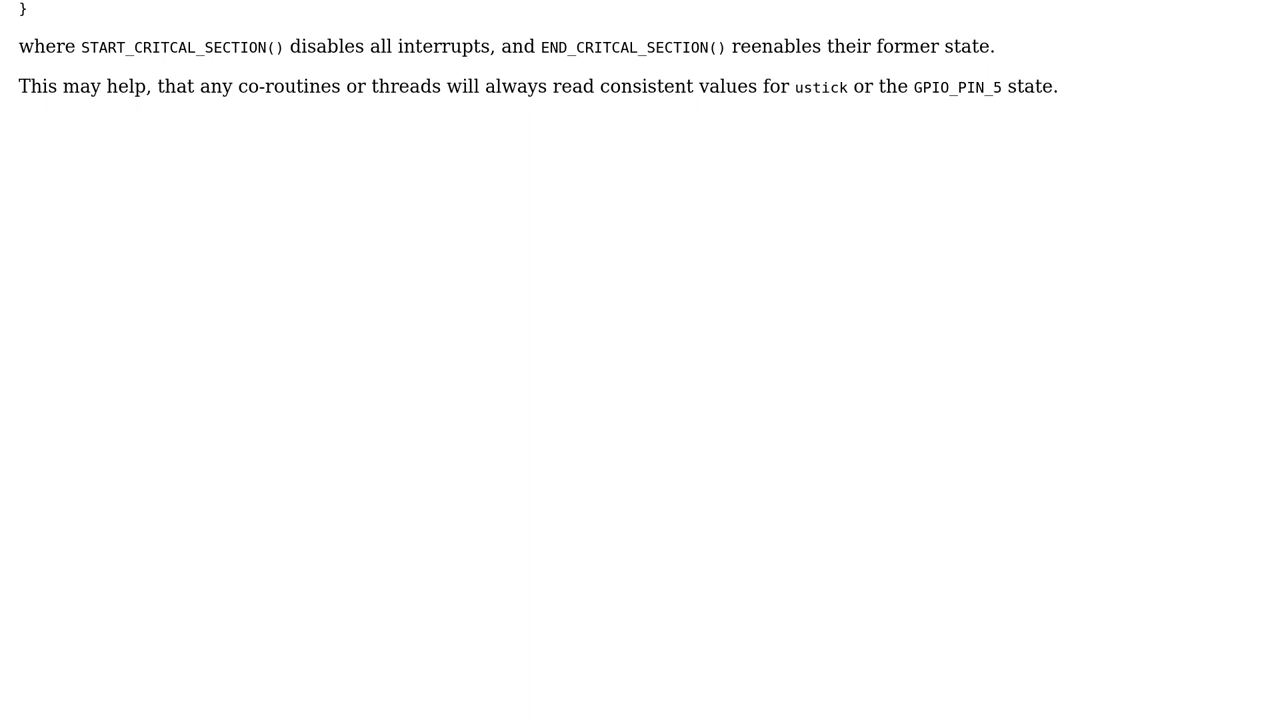 }
where START_CRITCAL_SECTION() disables all interrupts, and END_CRITCAL_SECTION() reenables their former state.
This may help, that any co-routines or threads will always read consistent values for ustick or the GPIO_PIN_5 state.